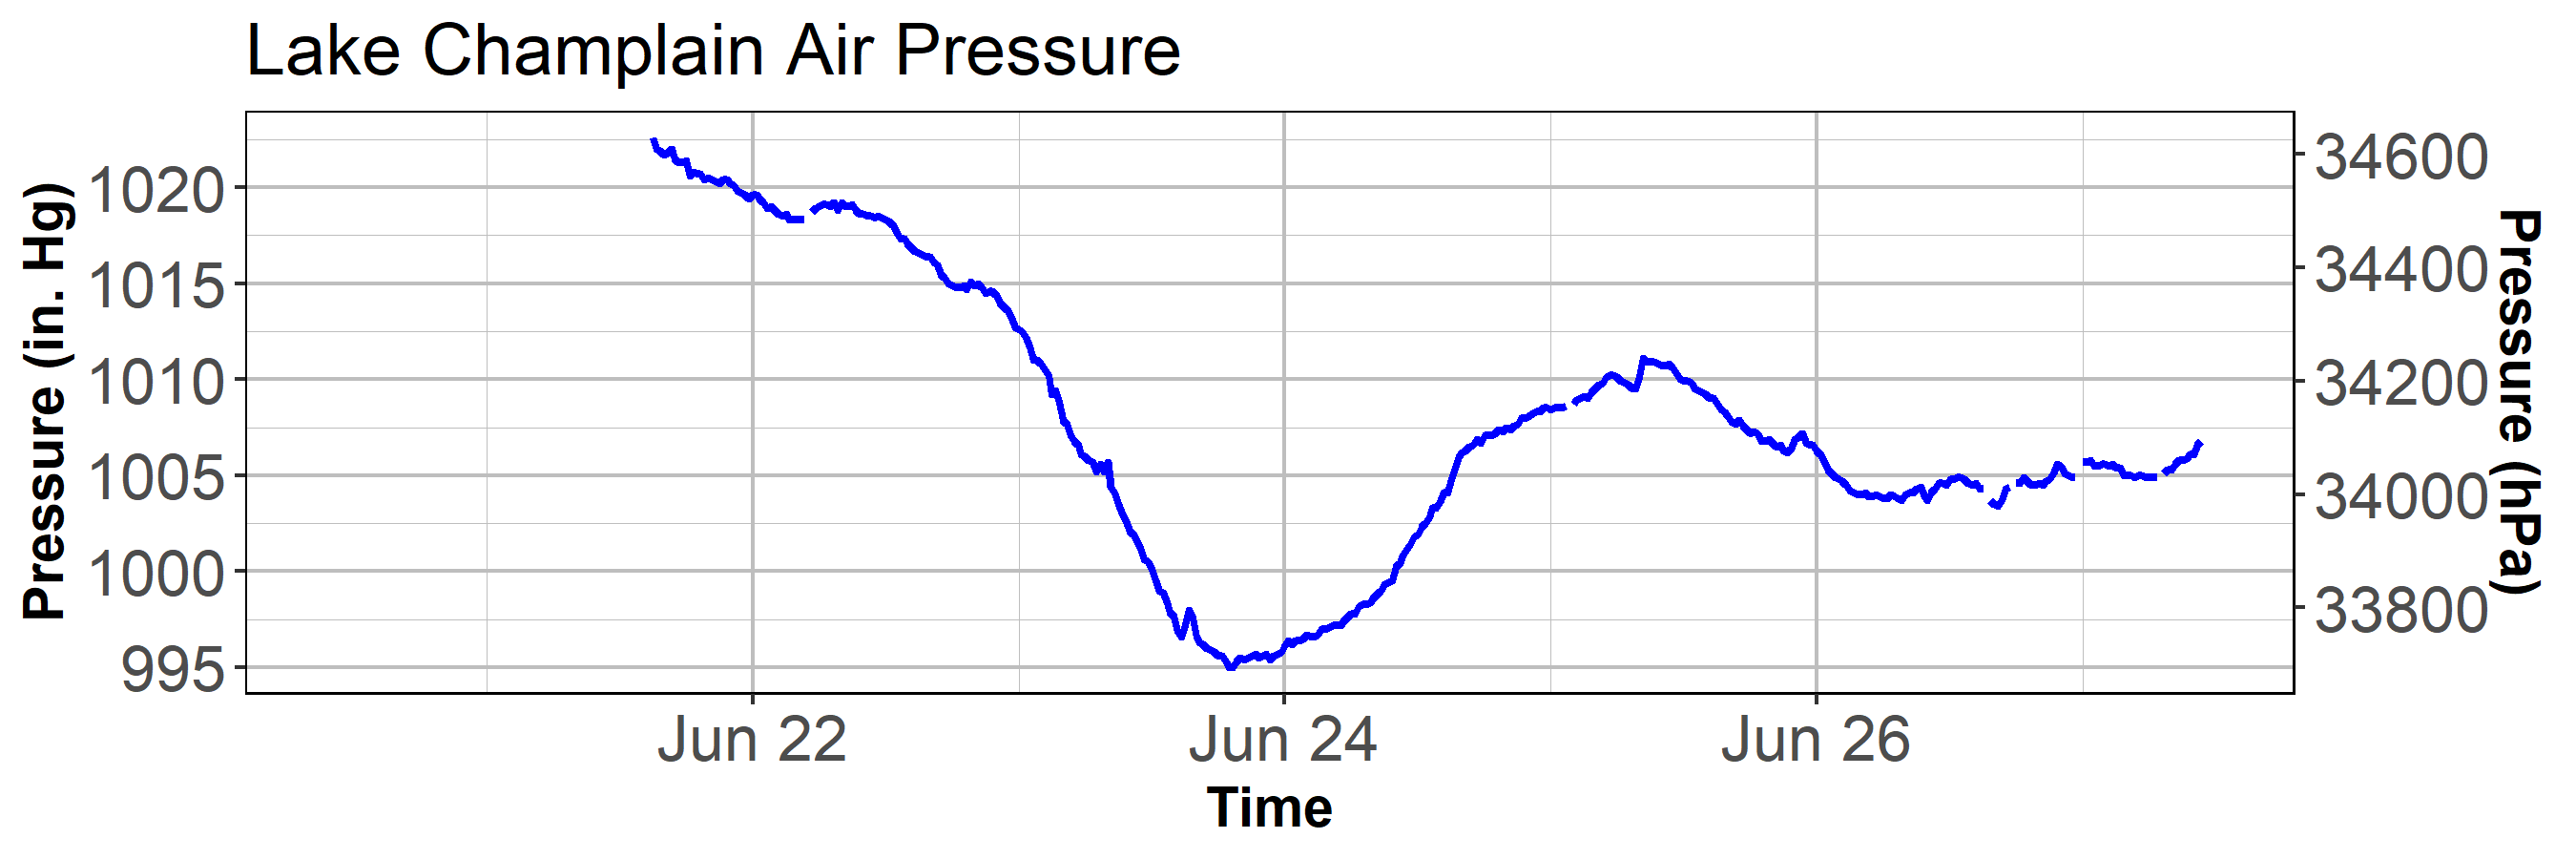 Lake Champlain Air Pressure
Pressure (in. Hg)
1020
1015
1010
1005
1000
995
34600
34400
34200
34000
33800
Pressure (hPa)
Jun 22 Jun 24 Jun 26
Time